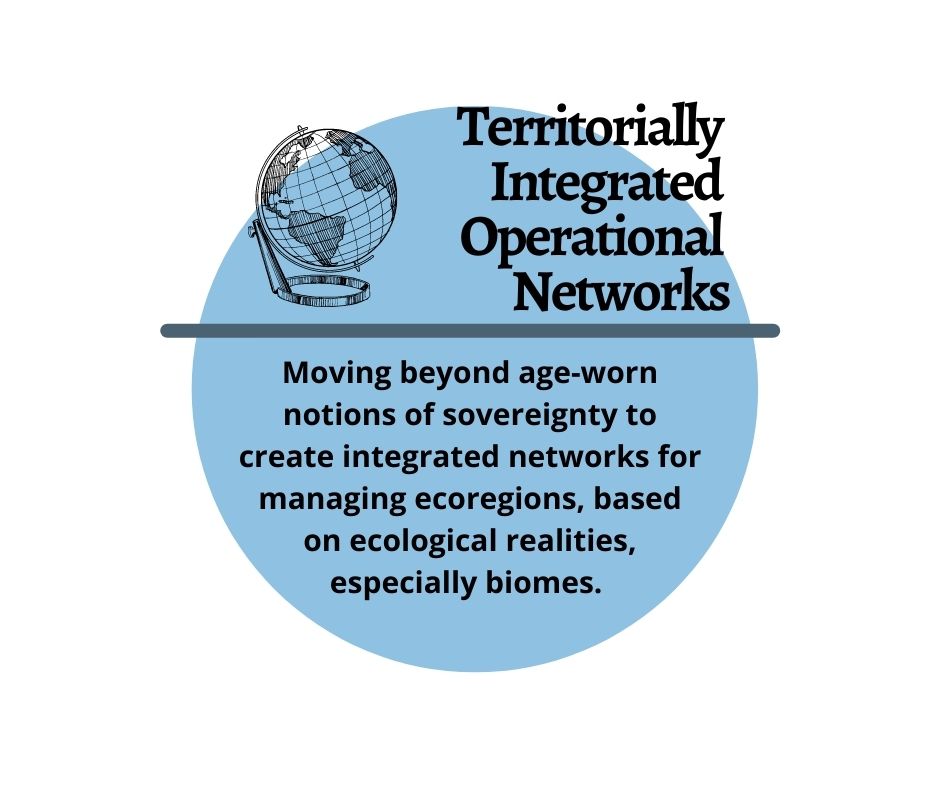 Territorially
Integrated
Operational
Networks
Moving beyond age-worn
notions of sovereignty to
create integrated networks for
managing ecoregions, based
on ecological realities,
especially biomes.